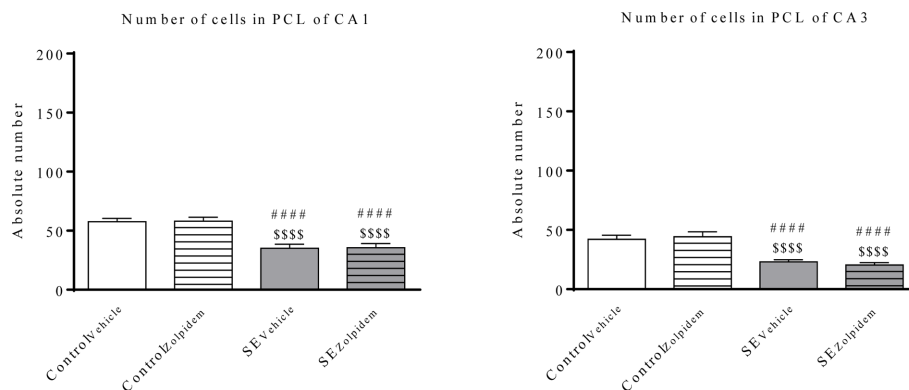 Number of cells in PCL of CA1
Absolute number
200
150
100
50
0
####
$$$$
####
$$$$
ControlVehicle
ControlZolpidem
SEVehicle
SEZolpidem
Number of cells in PCL of CA3
Absolute number
200
150
100
50
0
####
$$$$
####
$$$$
ControlVehicle
ControlZolpidem
SEVehicle
SEZolpidem